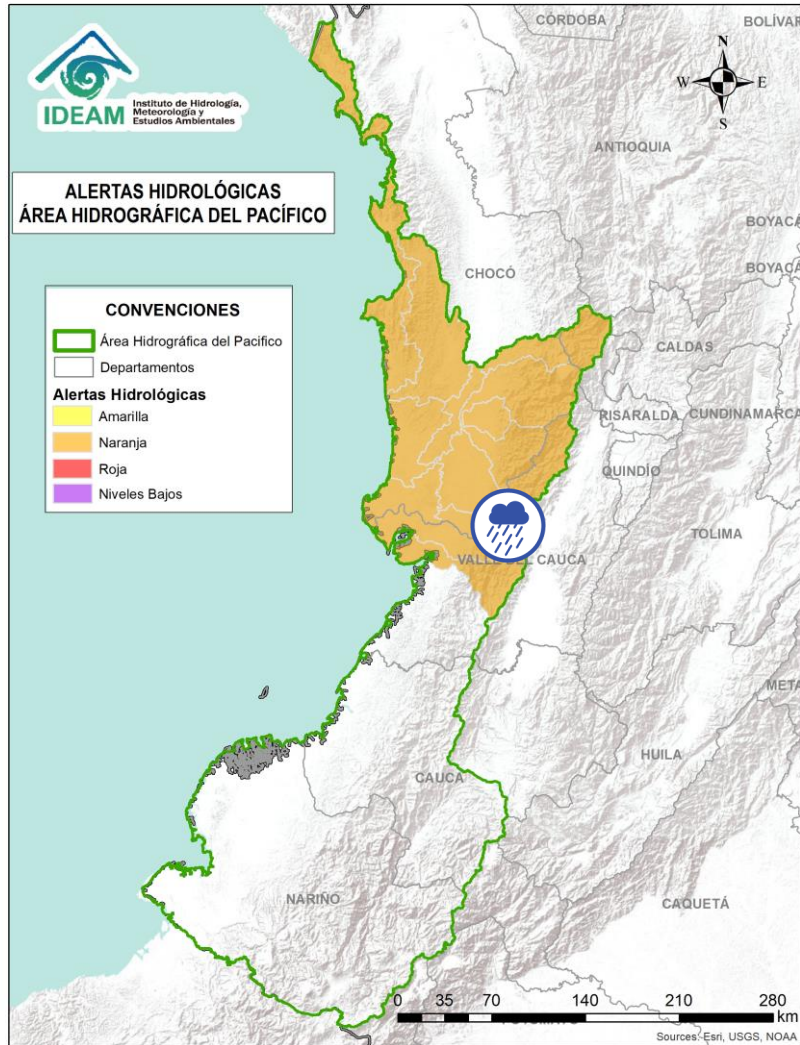 IDEAM
Instituto de Hidrología,
Meteorología y
Estudios Ambientales
ALERTAS HIDROLÓGICAS
ÁREA HIDROGRÁFICA DEL PACÍFICO
CONVENCIONES
Área Hidrográfica del Pacifico
Departamentos
Alertas Hidrológicas
Amarilla
Naranja
Roja
Niveles Bajos
N
W
E
S
CÓRDOBA
BOLÍVAR
ANTIOQUIA
BOYACÁ
BOYACÁ
CHOCÓ
CALDAS
RISARALDA
CUNDINAMARCA
QUINDÍO
TOLIMA
VALLE DEL CAUCA
META
HUILA
CAUCA
NARIÑO
CAQUETÁ
0 35 70 140 210 280
km
Sources: Esri, USGS, NOAA